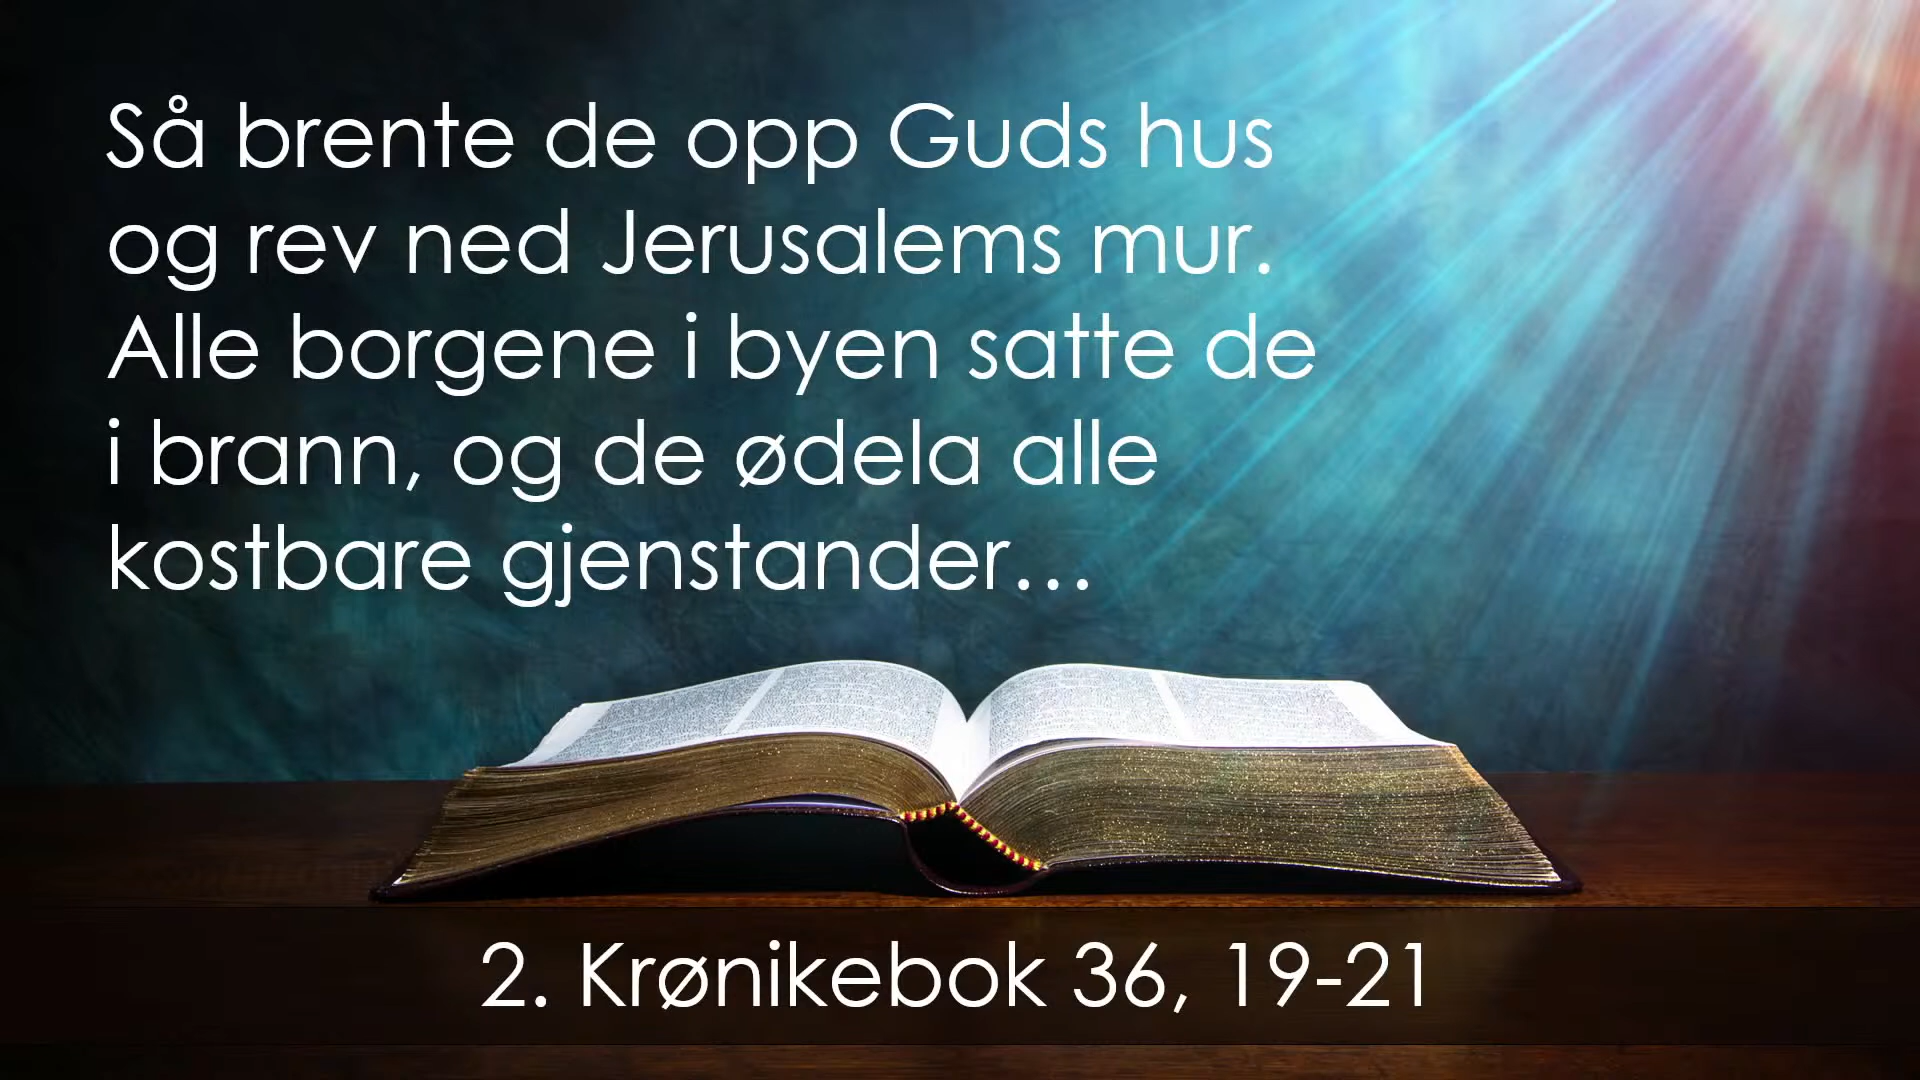 Så brente de opp Guds hus
og rev ned Jerusalems mur.
Alle borgene i byen satte de
i brann, og de ødela alle
kostbare gjenstander…
2. Krønikebok 36, 19-21